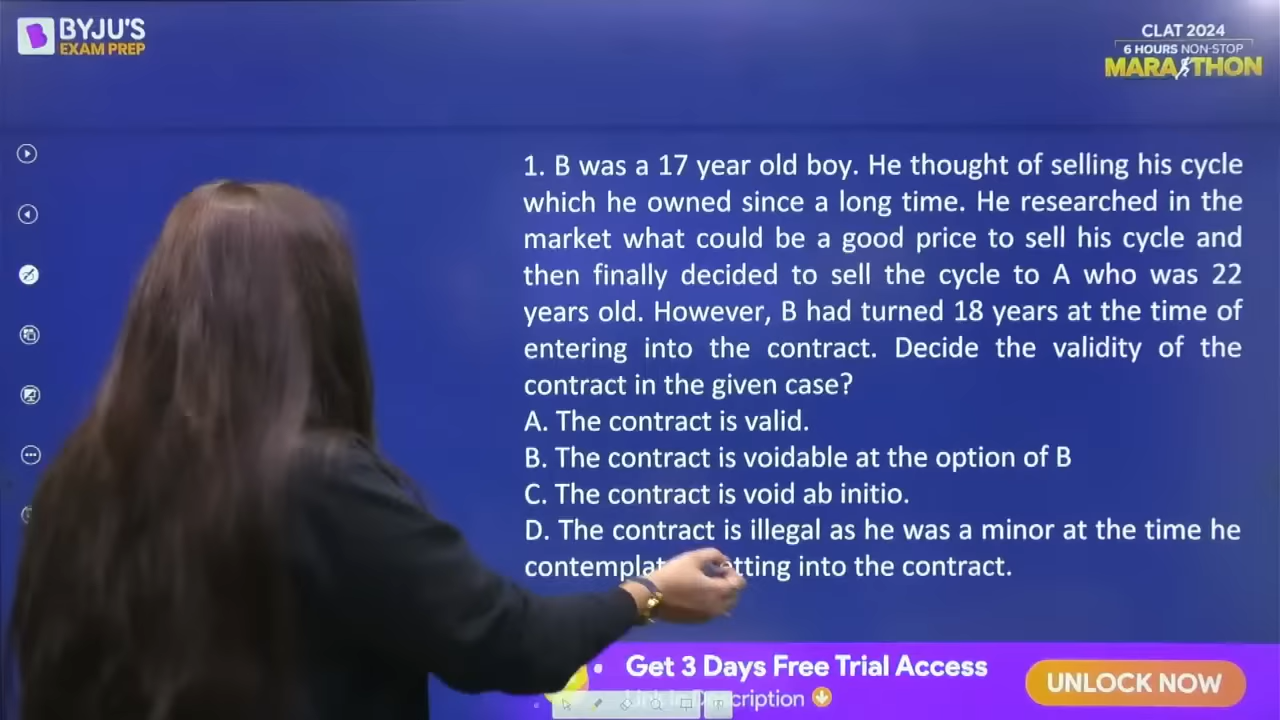 BYJU'S
EXAM PREP
CLAT 2024
6 HOURS NON-STOP
MARATHON
1. B was a 17 year old boy. He thought of selling his cycle
which he owned since a long time. He researched in the
market what could be a good price to sell his cycle and
then finally decided to sell the cycle to A who was 22
years old. However, B had turned 18 years at the time of
entering into the contract. Decide the validity of the
contract in the given case?
A. The contract is valid.
B. The contract is voidable at the option of B
C. The contract is void ab initio.
D. The contract is illegal as he was a minor at the time he
into the contract.
Get 3 Days Free Trial Access
UNLOCK NOW